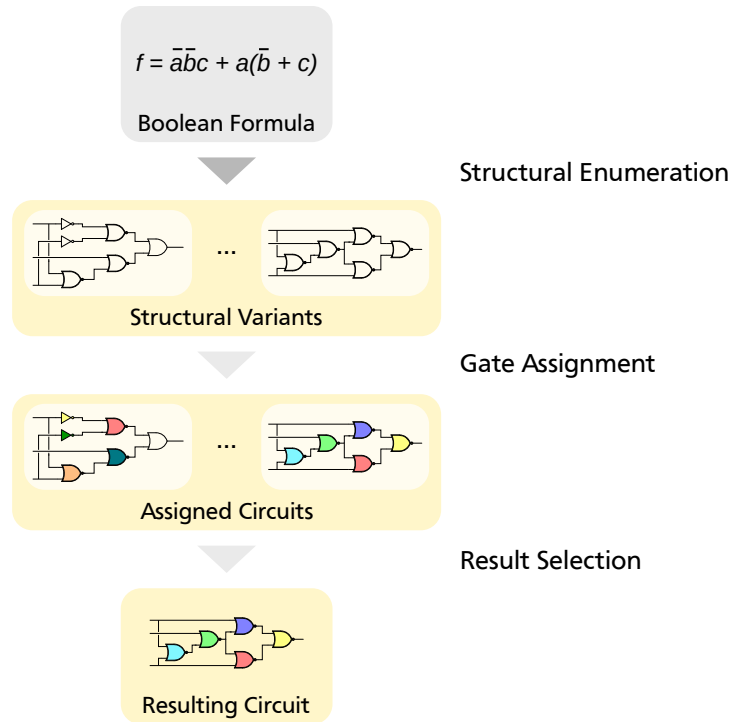 f = a̅b̅c + a(b̅ + c)
Boolean Formula
Structural Enumeration
...
Structural Variants
Gate Assignment
...
Assigned Circuits
Result Selection
Resulting Circuit